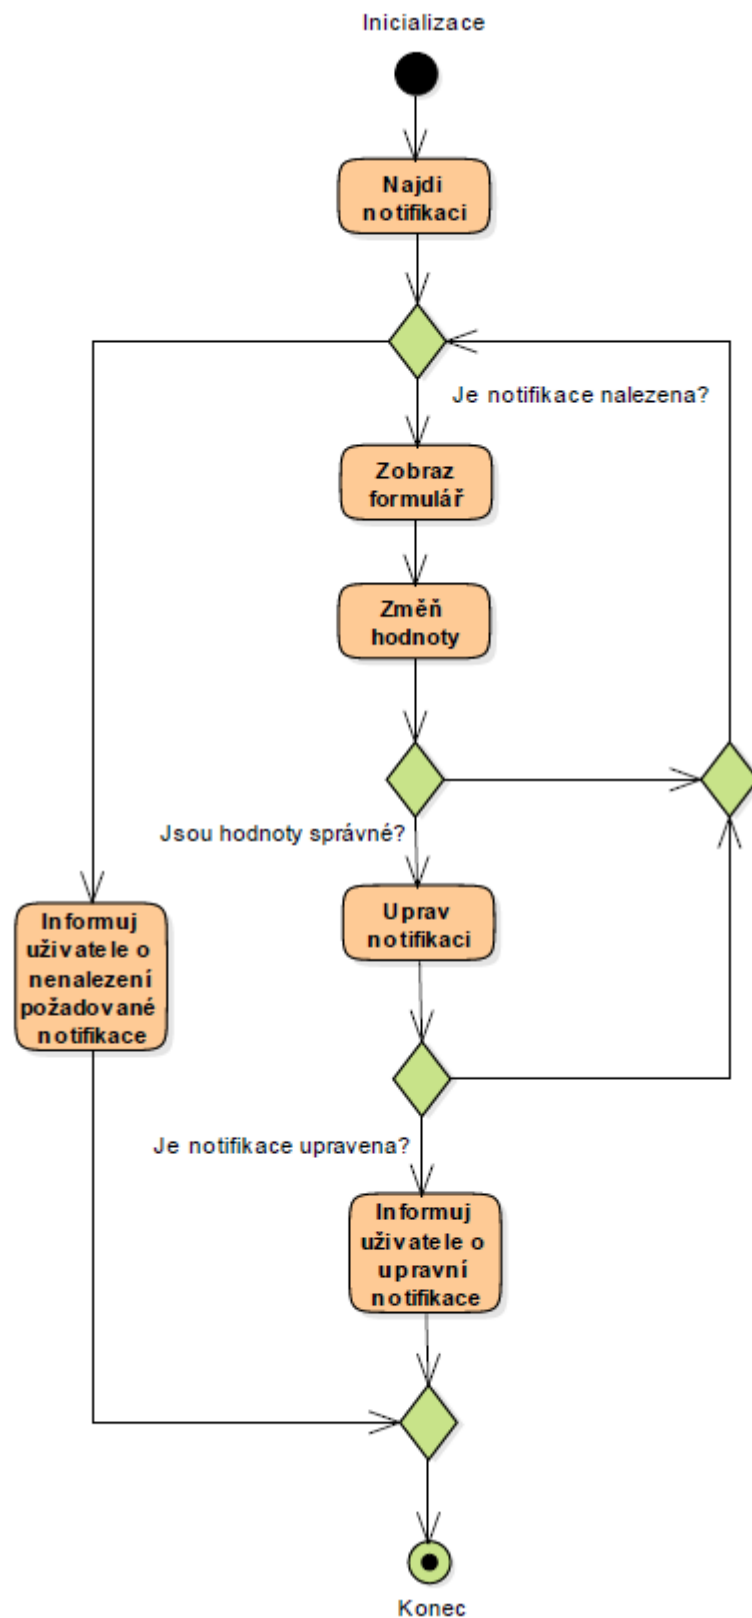 Inicializace
Najdi
notifikaci
Je notifikace nalezena?
Zobraz
formulář
Změň
hodnoty
Jsou hodnoty správné?
Uprav
notifikaci
Informuj
uživatele o
nenalezení
požadované
notifikace
Je notifikace upravena?
Informuj
uživatele o
upravní
notifikace
Konec